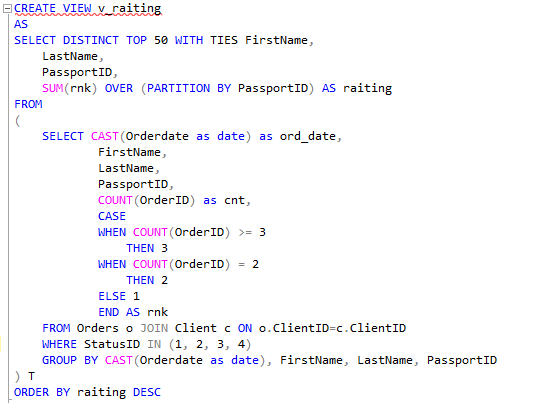 CREATE VIEW v_raiting
AS
SELECT DISTINCT TOP 50 WITH TIES FirstName,
LastName,
PassportID,
SUM(rnk) OVER (PARTITION BY PassportID) AS raiting
FROM
(
SELECT CAST(Orderdate as date) as ord_date,
FirstName,
LastName,
PassportID,
COUNT(OrderID) as cnt,
CASE
WHEN COUNT(OrderID) >= 3
THEN 3
WHEN COUNT(OrderID) = 2
THEN 2
ELSE 1
END AS rnk
FROM Orders o JOIN Client c ON o.ClientID=c.ClientID
WHERE StatusID IN (1, 2, 3, 4)
GROUP BY CAST(Orderdate as date), FirstName, LastName, PassportID
) T
ORDER BY raiting DESC